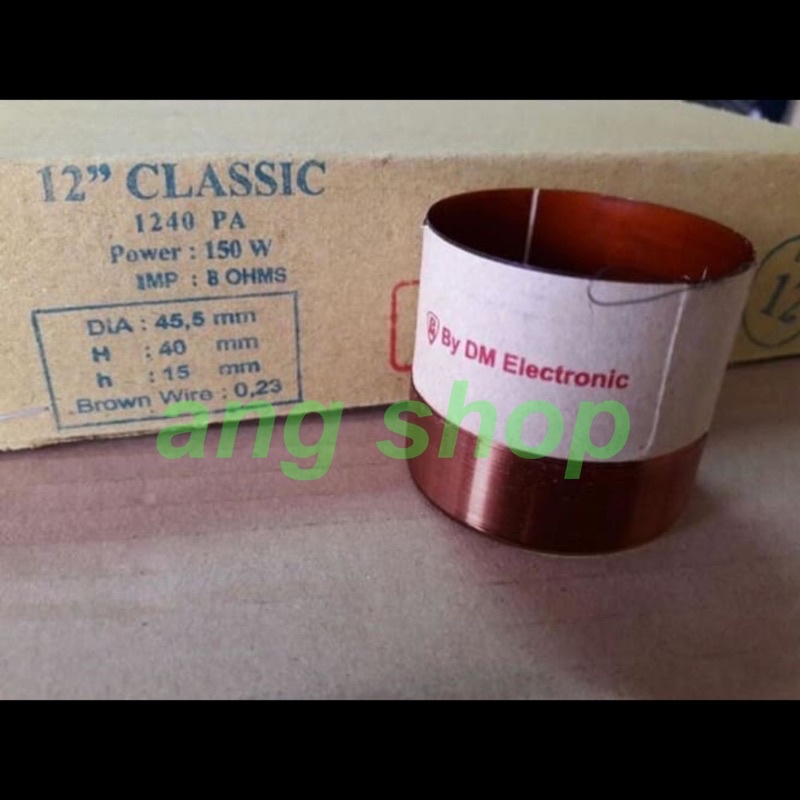 12” CLASSIC
1240 PA
Power : 150 W
IMP : 8 OHMS
DIA : 45,5 mm
H : 40 mm
h : 15 mm
Brown Wire : 0,23
By DM Electronic
12
ang shop